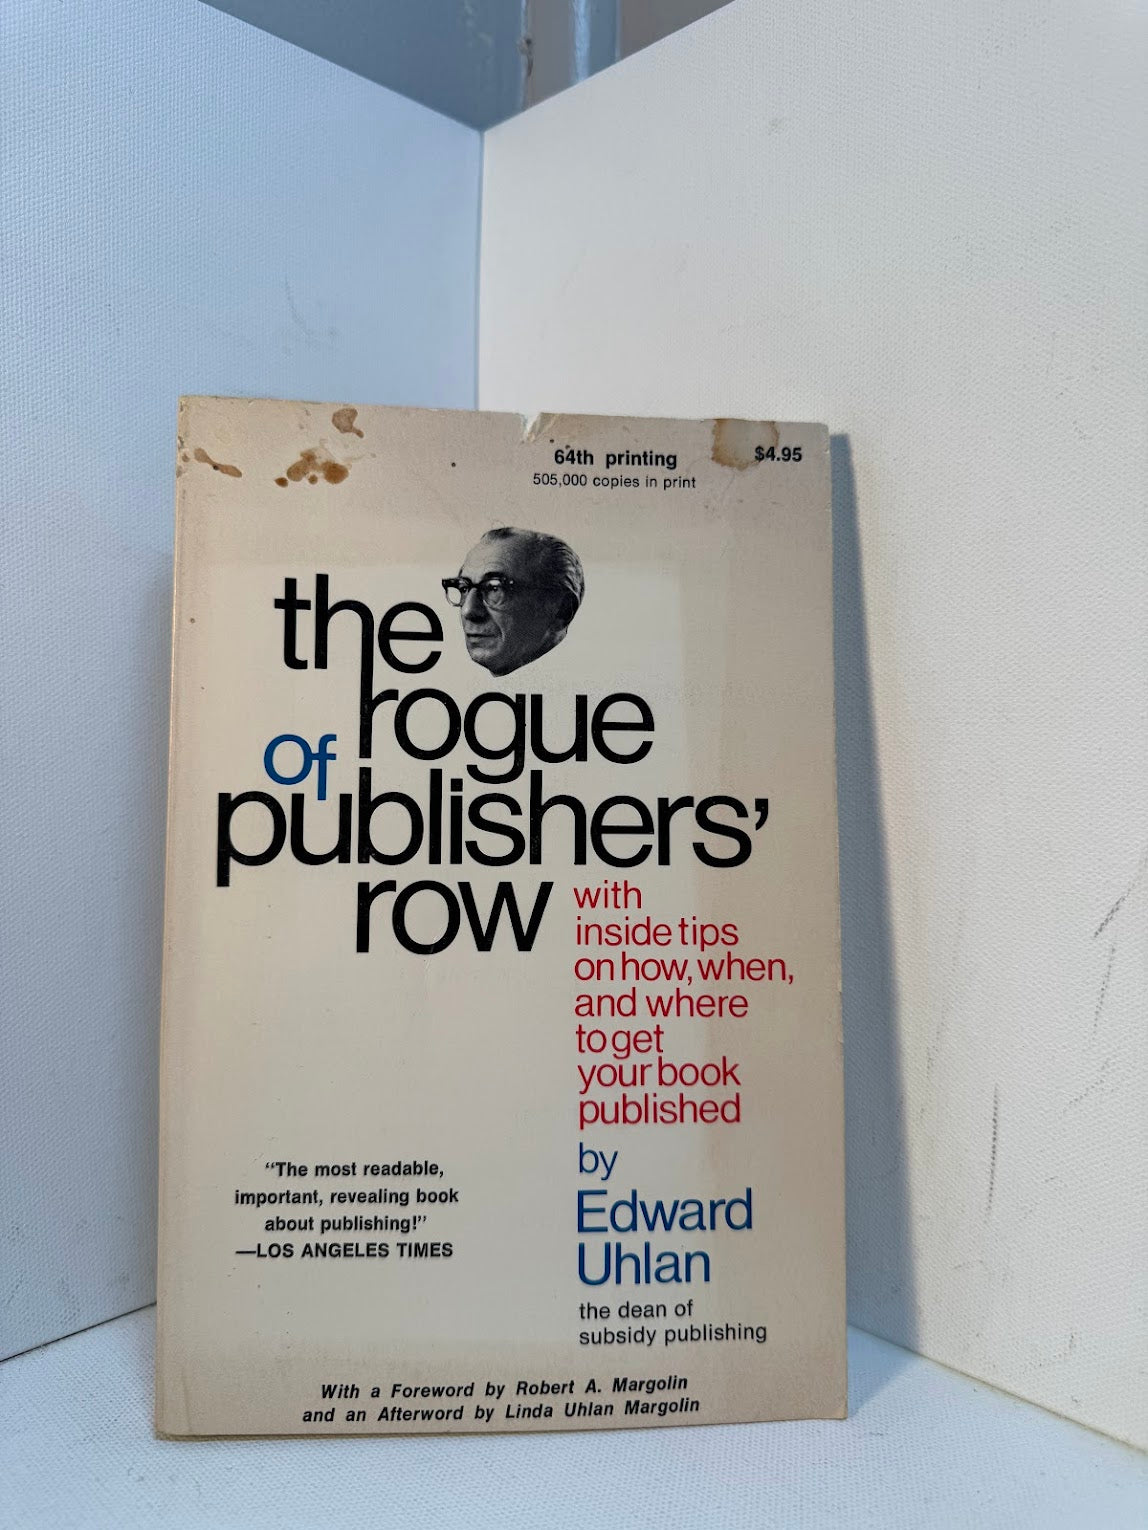 64th printing
$4.95
505,000 copies in print
the
rogue
of
publishers'
row
with
inside tips
on how, when,
and where
to get
your book
published
by
Edward
Uhlan
the dean of
subsidy publishing
"The most readable,
important, revealing book
about publishing!"
—LOS ANGELES TIMES
With a Foreword by Robert A. Margolin
and an Afterword by Linda Uhlan Margolin